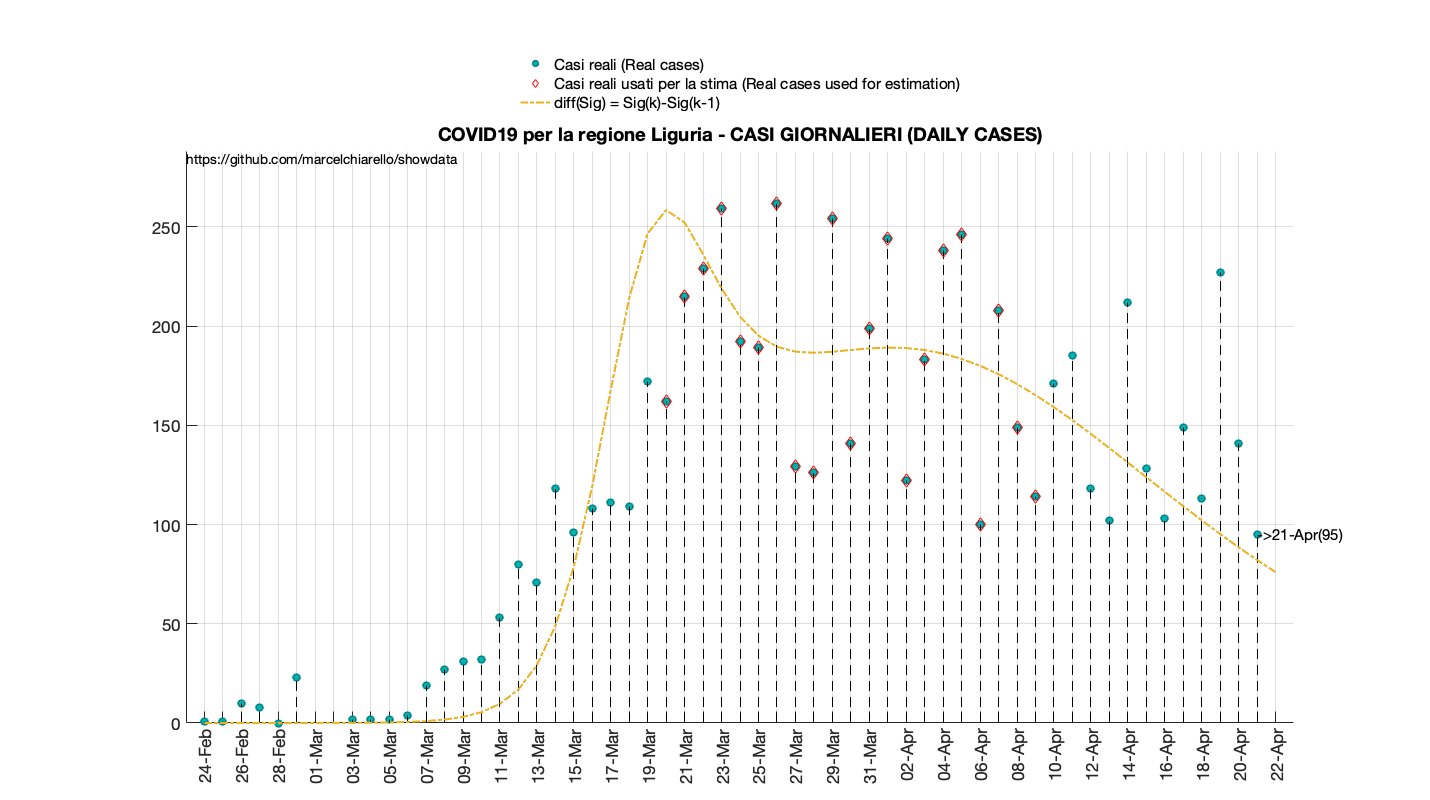 Casi reali (Real cases)
Casi reali usati per la stima (Real cases used for estimation)
diff(Sig) = Sig(k)-Sig(k-1)
COVID19 per la regione Liguria - CASI GIORNALIERI (DAILY CASES)
https://github.com/marcelchiarello/showdata
250
200
150
100
50
0
>21-Apr(95)
24-Feb
26-Feb
28-Feb
01-Mar
03-Mar
05-Mar
07-Mar
09-Mar
11-Mar
13-Mar
15-Mar
17-Mar
19-Mar
21-Mar
23-Mar
25-Mar
27-Mar
29-Mar
31-Mar
02-Apr
04-Apr
06-Apr
08-Apr
10-Apr
12-Apr
14-Apr
16-Apr
18-Apr
20-Apr
22-Apr